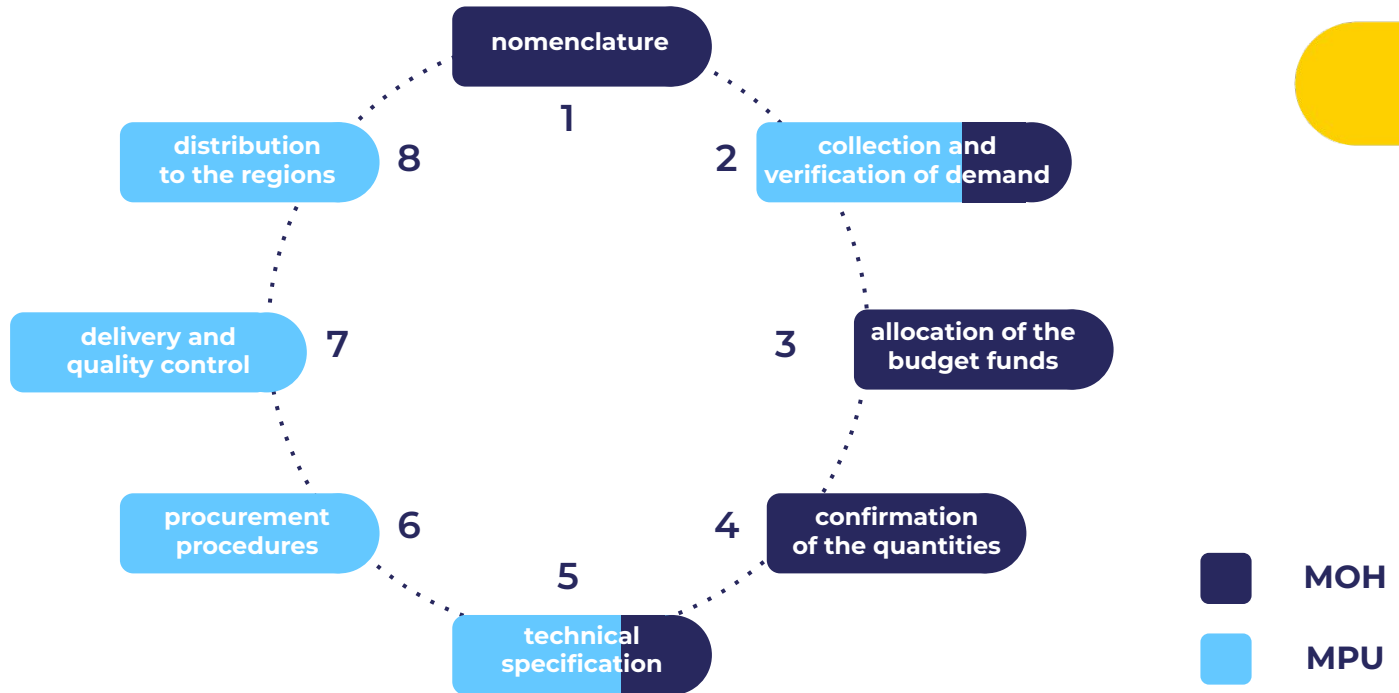 nomenclature
1
collection and
verification of demand
2
allocation of the
budget funds
3
confirmation
of the quantities
4
technical
specification
5
procurement
procedures
6
delivery and
quality control
7
distribution
to the regions
8
MOH
MPU